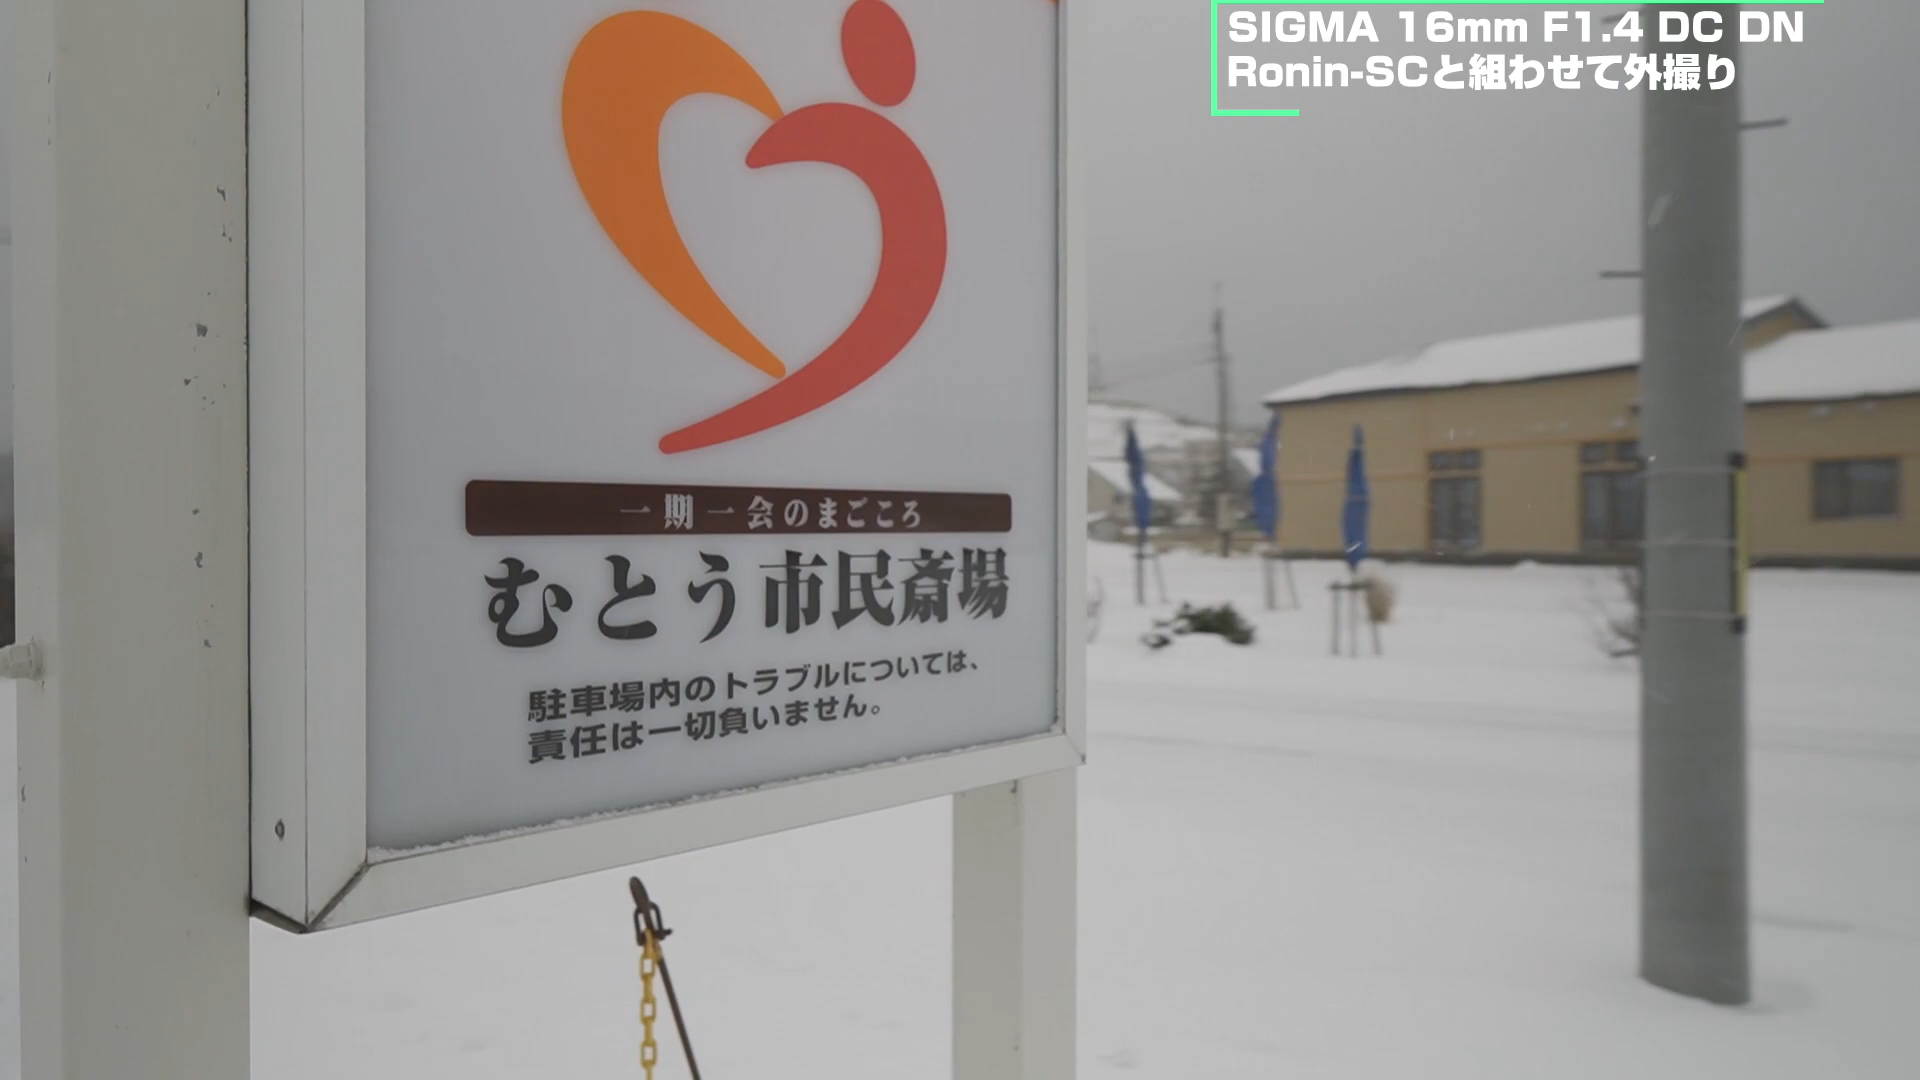 SIGMA 16mm F1.4 DC DN
Ronin-SCと組わせて外撮り
一期一会のまごころ
むとう市民斎場
駐車場内のトラブルについては、
責任は一切負いません。